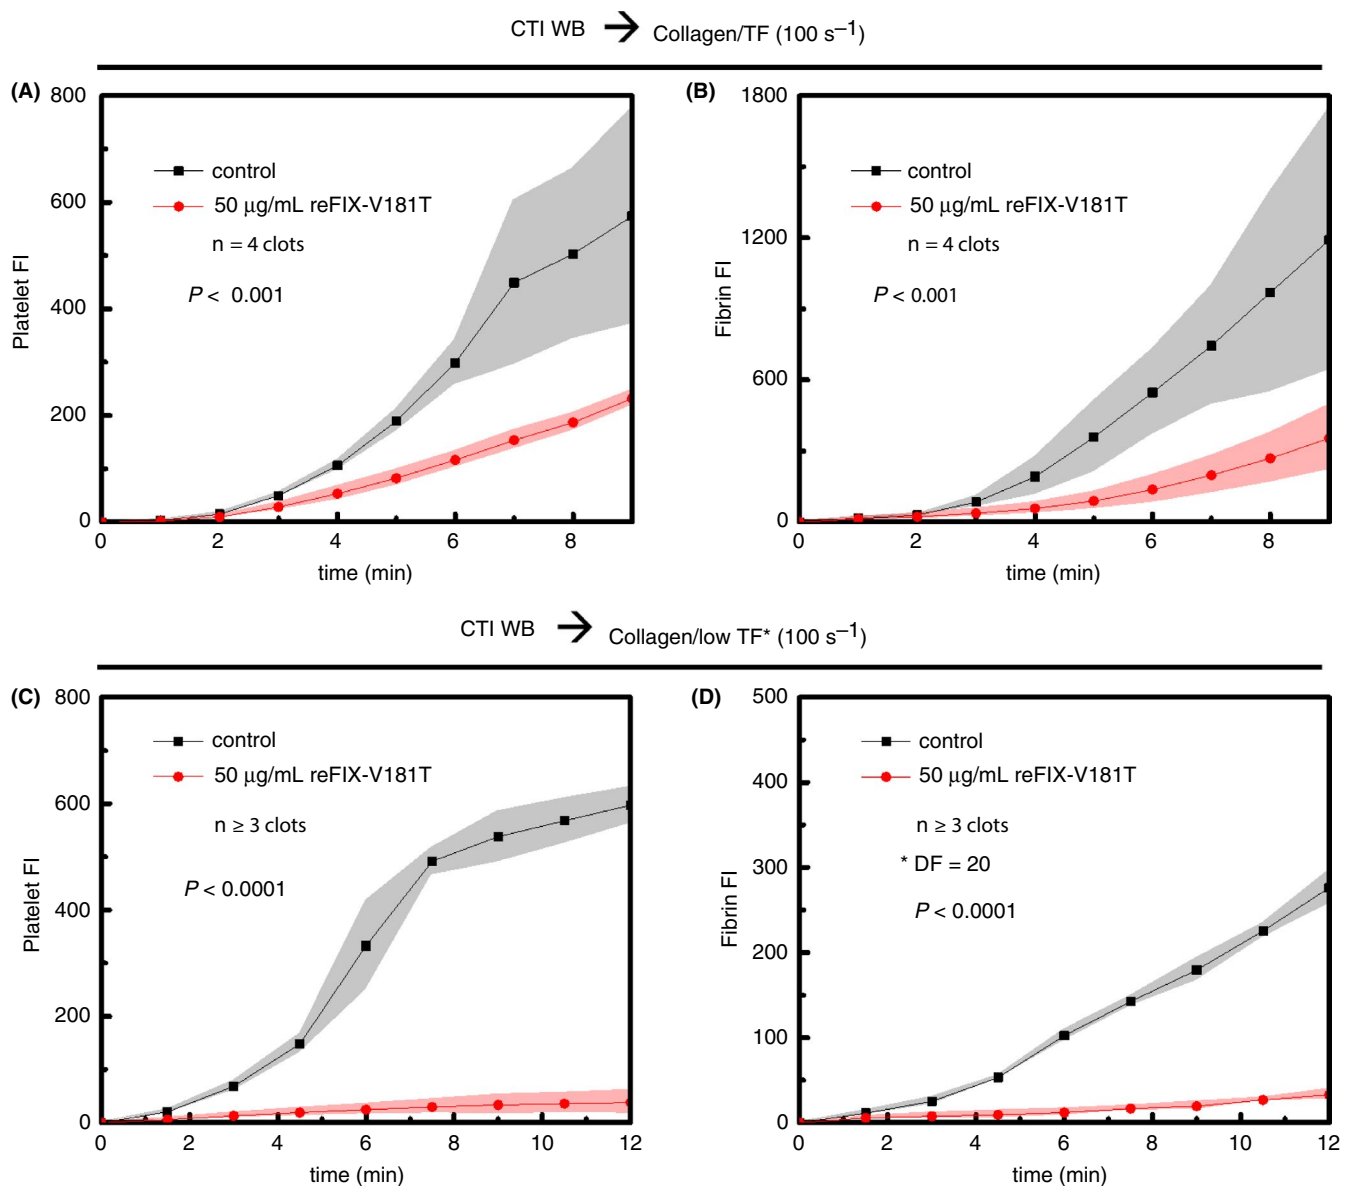 CTI WB → Collagen/TF (100 s⁻¹)
(A)
800
600
400
200
0
Platelet FI
control
50 μg/mL reFIX-V181T
n = 4 clots
P < 0.001
0 2 4 6 8
time (min)
(B)
1800
1200
600
0
Fibrin FI
control
50 μg/mL reFIX-V181T
n = 4 clots
P < 0.001
0 2 4 6 8
time (min)
CTI WB → Collagen/low TF* (100 s⁻¹)
(C)
800
600
400
200
0
Platelet FI
control
50 μg/mL reFIX-V181T
n ≥ 3 clots
P < 0.0001
0 2 4 6 8 10 12
time (min)
(D)
500
400
300
200
100
0
Fibrin FI
control
50 μg/mL reFIX-V181T
n ≥ 3 clots
* DF = 20
P < 0.0001
0 2 4 6 8 10 12
time (min)